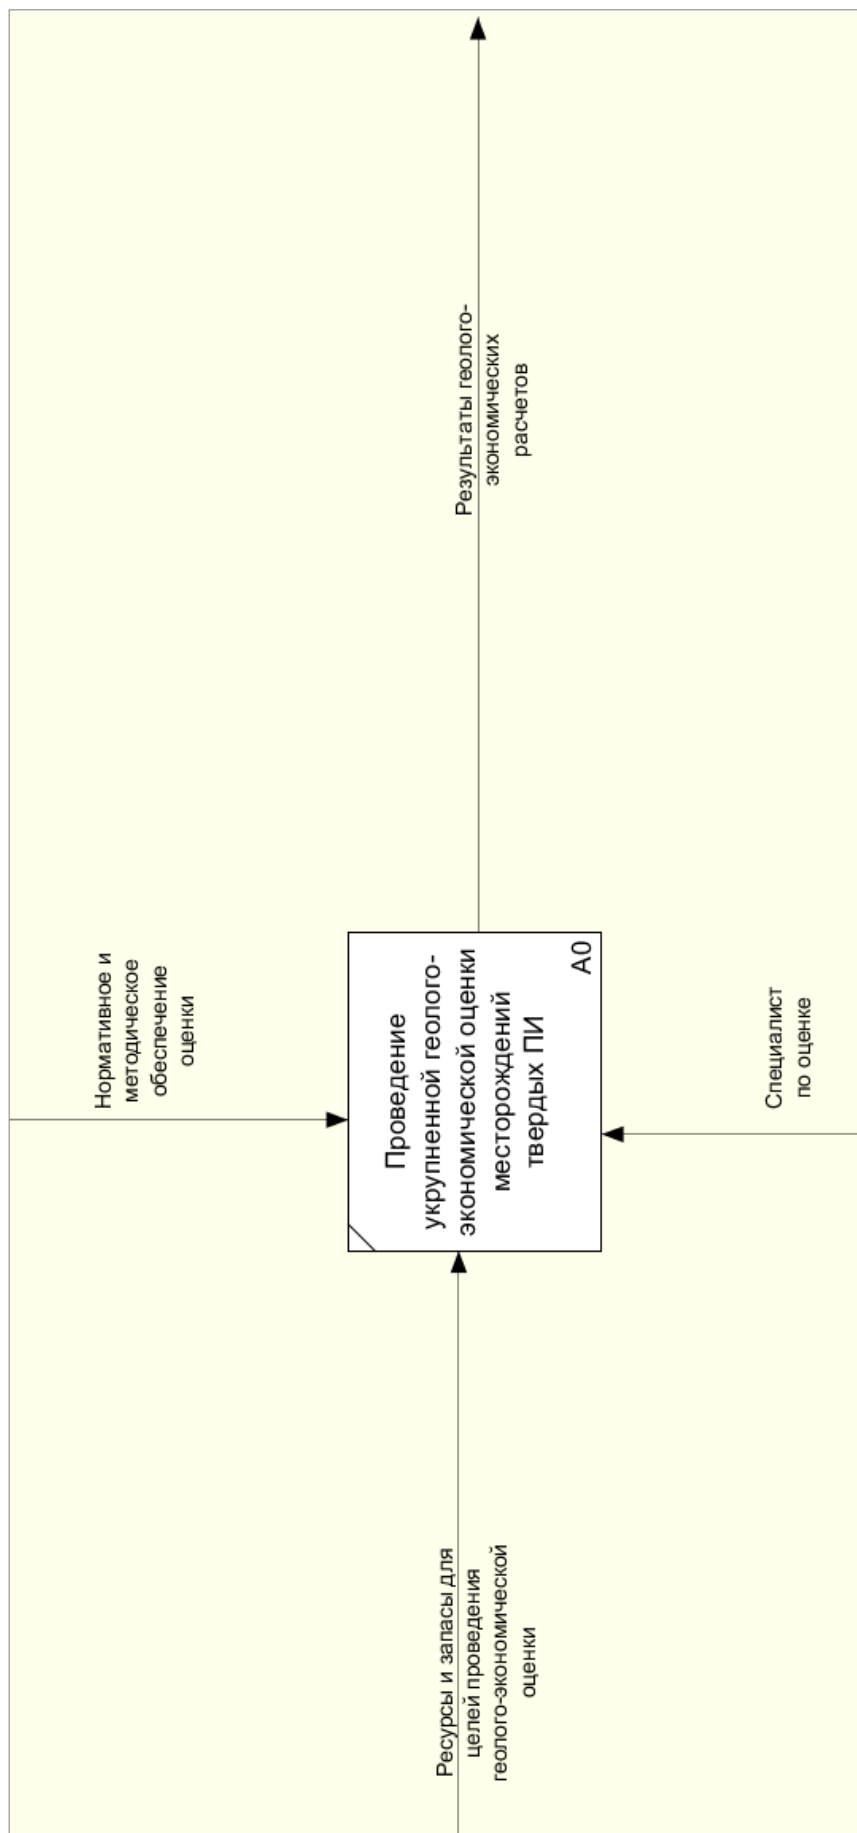 Нормативное и
методическое
обеспечение
оценки
Ресурсы и запасы для
целей проведения
геолого-экономической
оценки
Проведение
укрупненной геолого-
экономической оценки
месторождений
твердых ПИ
A0
Результаты геолого-
экономических
расчетов
Специалист
по оценке